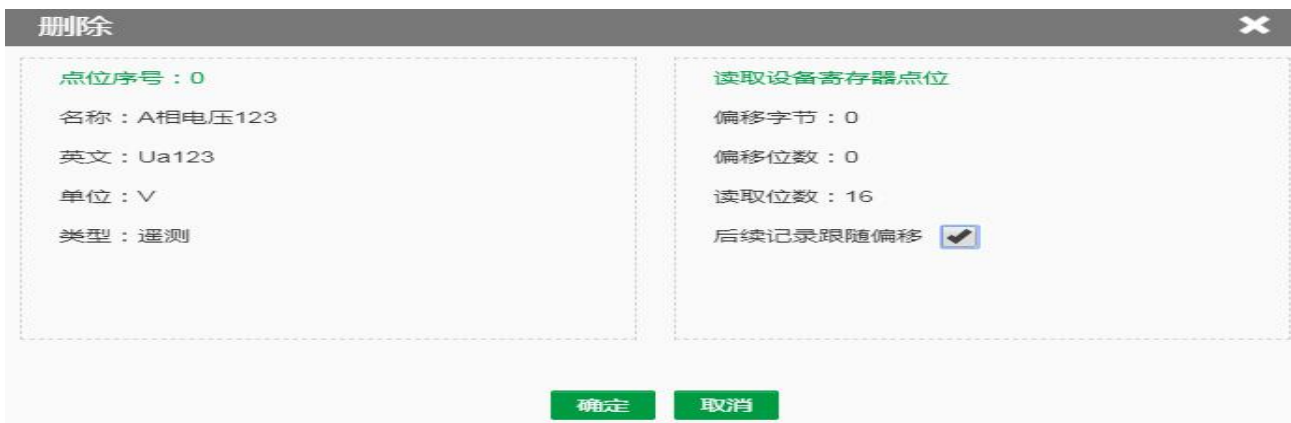 删除
点位序号：0
名称：A相电压123
英文：Ua123
单位：V
类型：遥测
读取设备寄存器点位
偏移字节：0
偏移位数：0
读取位数：16
后续记录跟随偏移
确定
取消